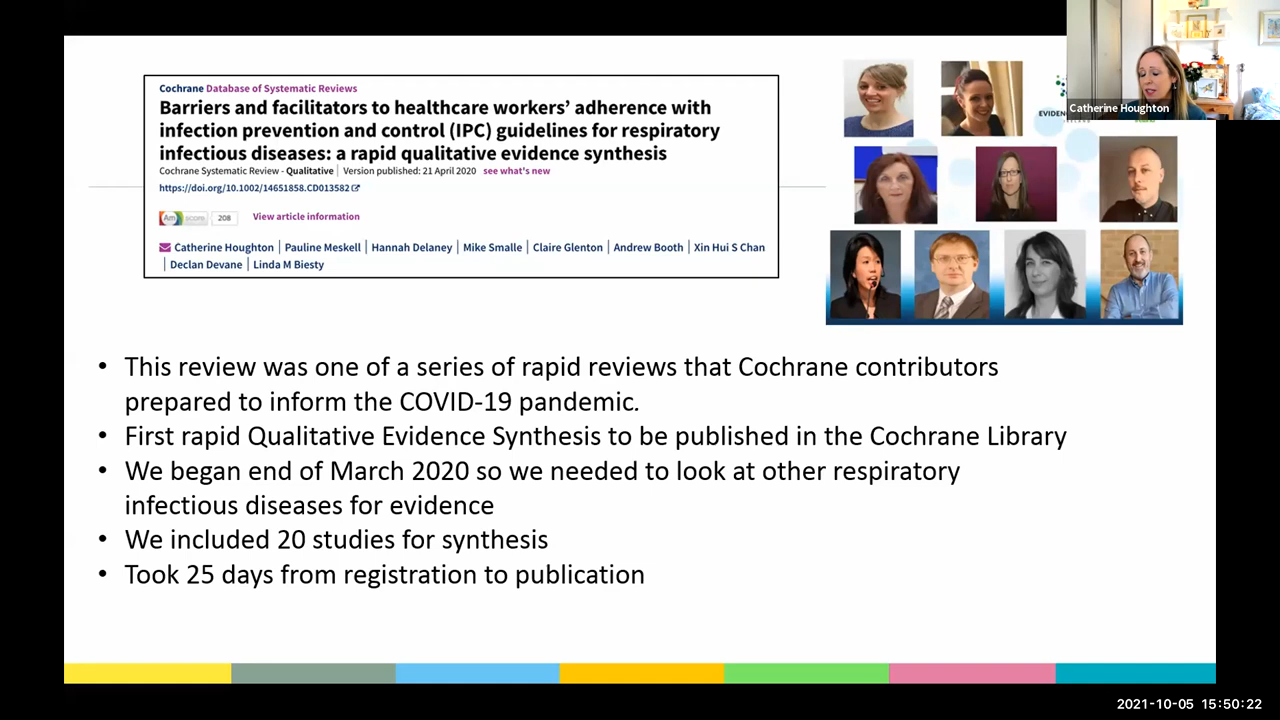 Cochrane Database of Systematic Reviews
Barriers and facilitators to healthcare workers' adherence with
infection prevention and control (IPC) guidelines for respiratory
infectious diseases: a rapid qualitative evidence synthesis
Cochrane Systematic Review - Qualitative | Version published: 21 April 2020 see what's new
https://doi.org/10.1002/14651858.CD013582
Am score 208 View article information
Catherine Houghton | Pauline Meskell | Hannah Delaney | Mike Smalle | Claire Glenton | Andrew Booth | Xin Hui S Chan
| Declan Devane | Linda M Biesty
Catherine Houghton
• This review was one of a series of rapid reviews that Cochrane contributors
prepared to inform the COVID-19 pandemic.
• First rapid Qualitative Evidence Synthesis to be published in the Cochrane Library
• We began end of March 2020 so we needed to look at other respiratory
infectious diseases for evidence
• We included 20 studies for synthesis
• Took 25 days from registration to publication
2021-10-05 15:50:22